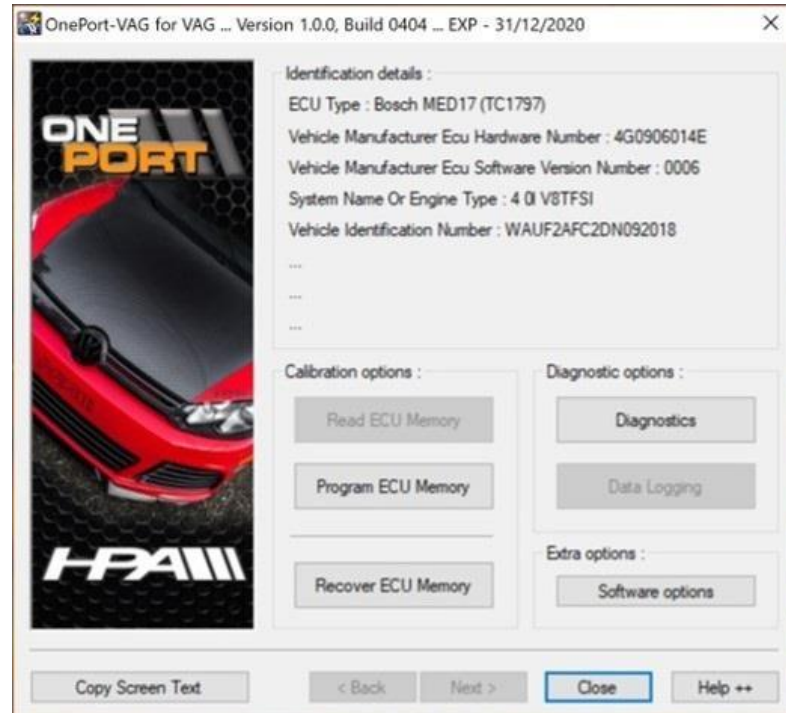 OnePort-VAG for VAG ... Version 1.0.0, Build 0404 ... EXP - 31/12/2020
ONE
PORT
HPA
Identification details :
ECU Type : Bosch MED17 (TC1797)
Vehicle Manufacturer Ecu Hardware Number : 4G0906014E
Vehicle Manufacturer Ecu Software Version Number : 0006
System Name Or Engine Type : 4 0l V8TFSI
Vehicle Identification Number : WAUF2AFC2DN092018
...
...
...
Calibration options :
Read ECU Memory
Program ECU Memory
Recover ECU Memory
Diagnostic options :
Diagnostics
Data Logging
Extra options :
Software options
Copy Screen Text
< Back
Next >
Close
Help ++